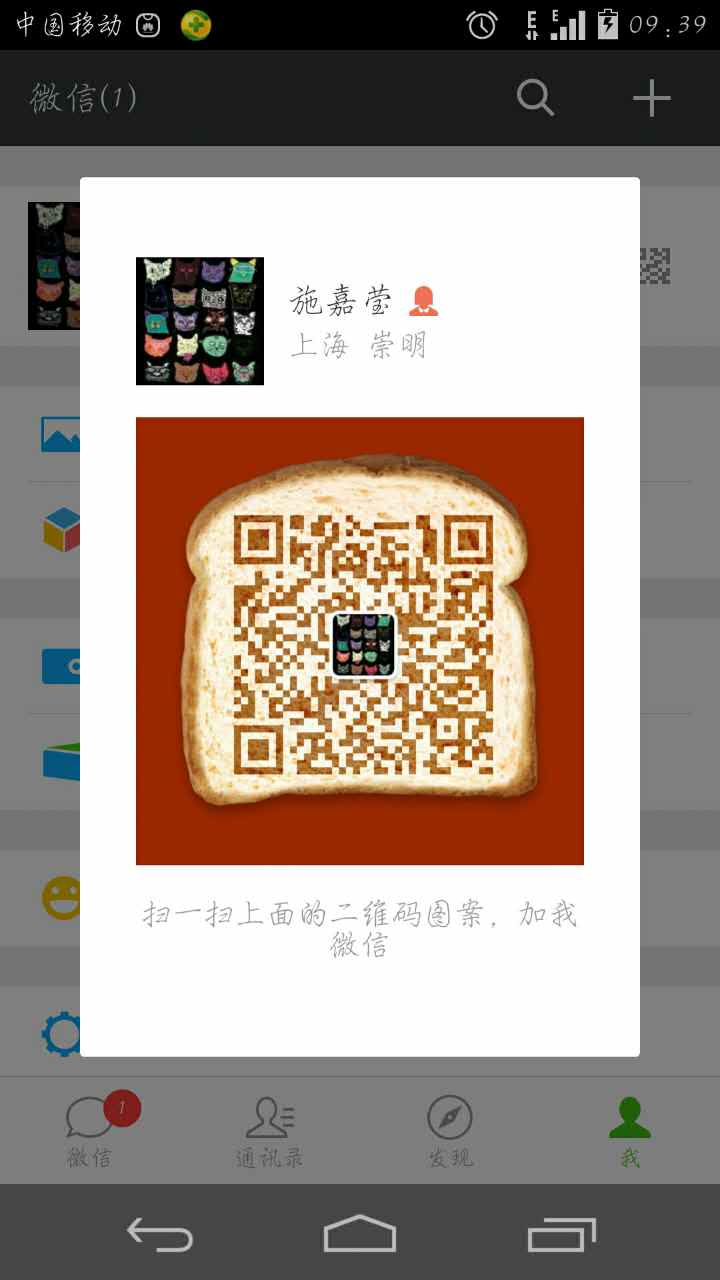 中国移动 09:39
微信(1)
施嘉莹
上海 崇明
扫一扫上面的二维码图案，加我
微信
1
微信 通讯录 发现 我